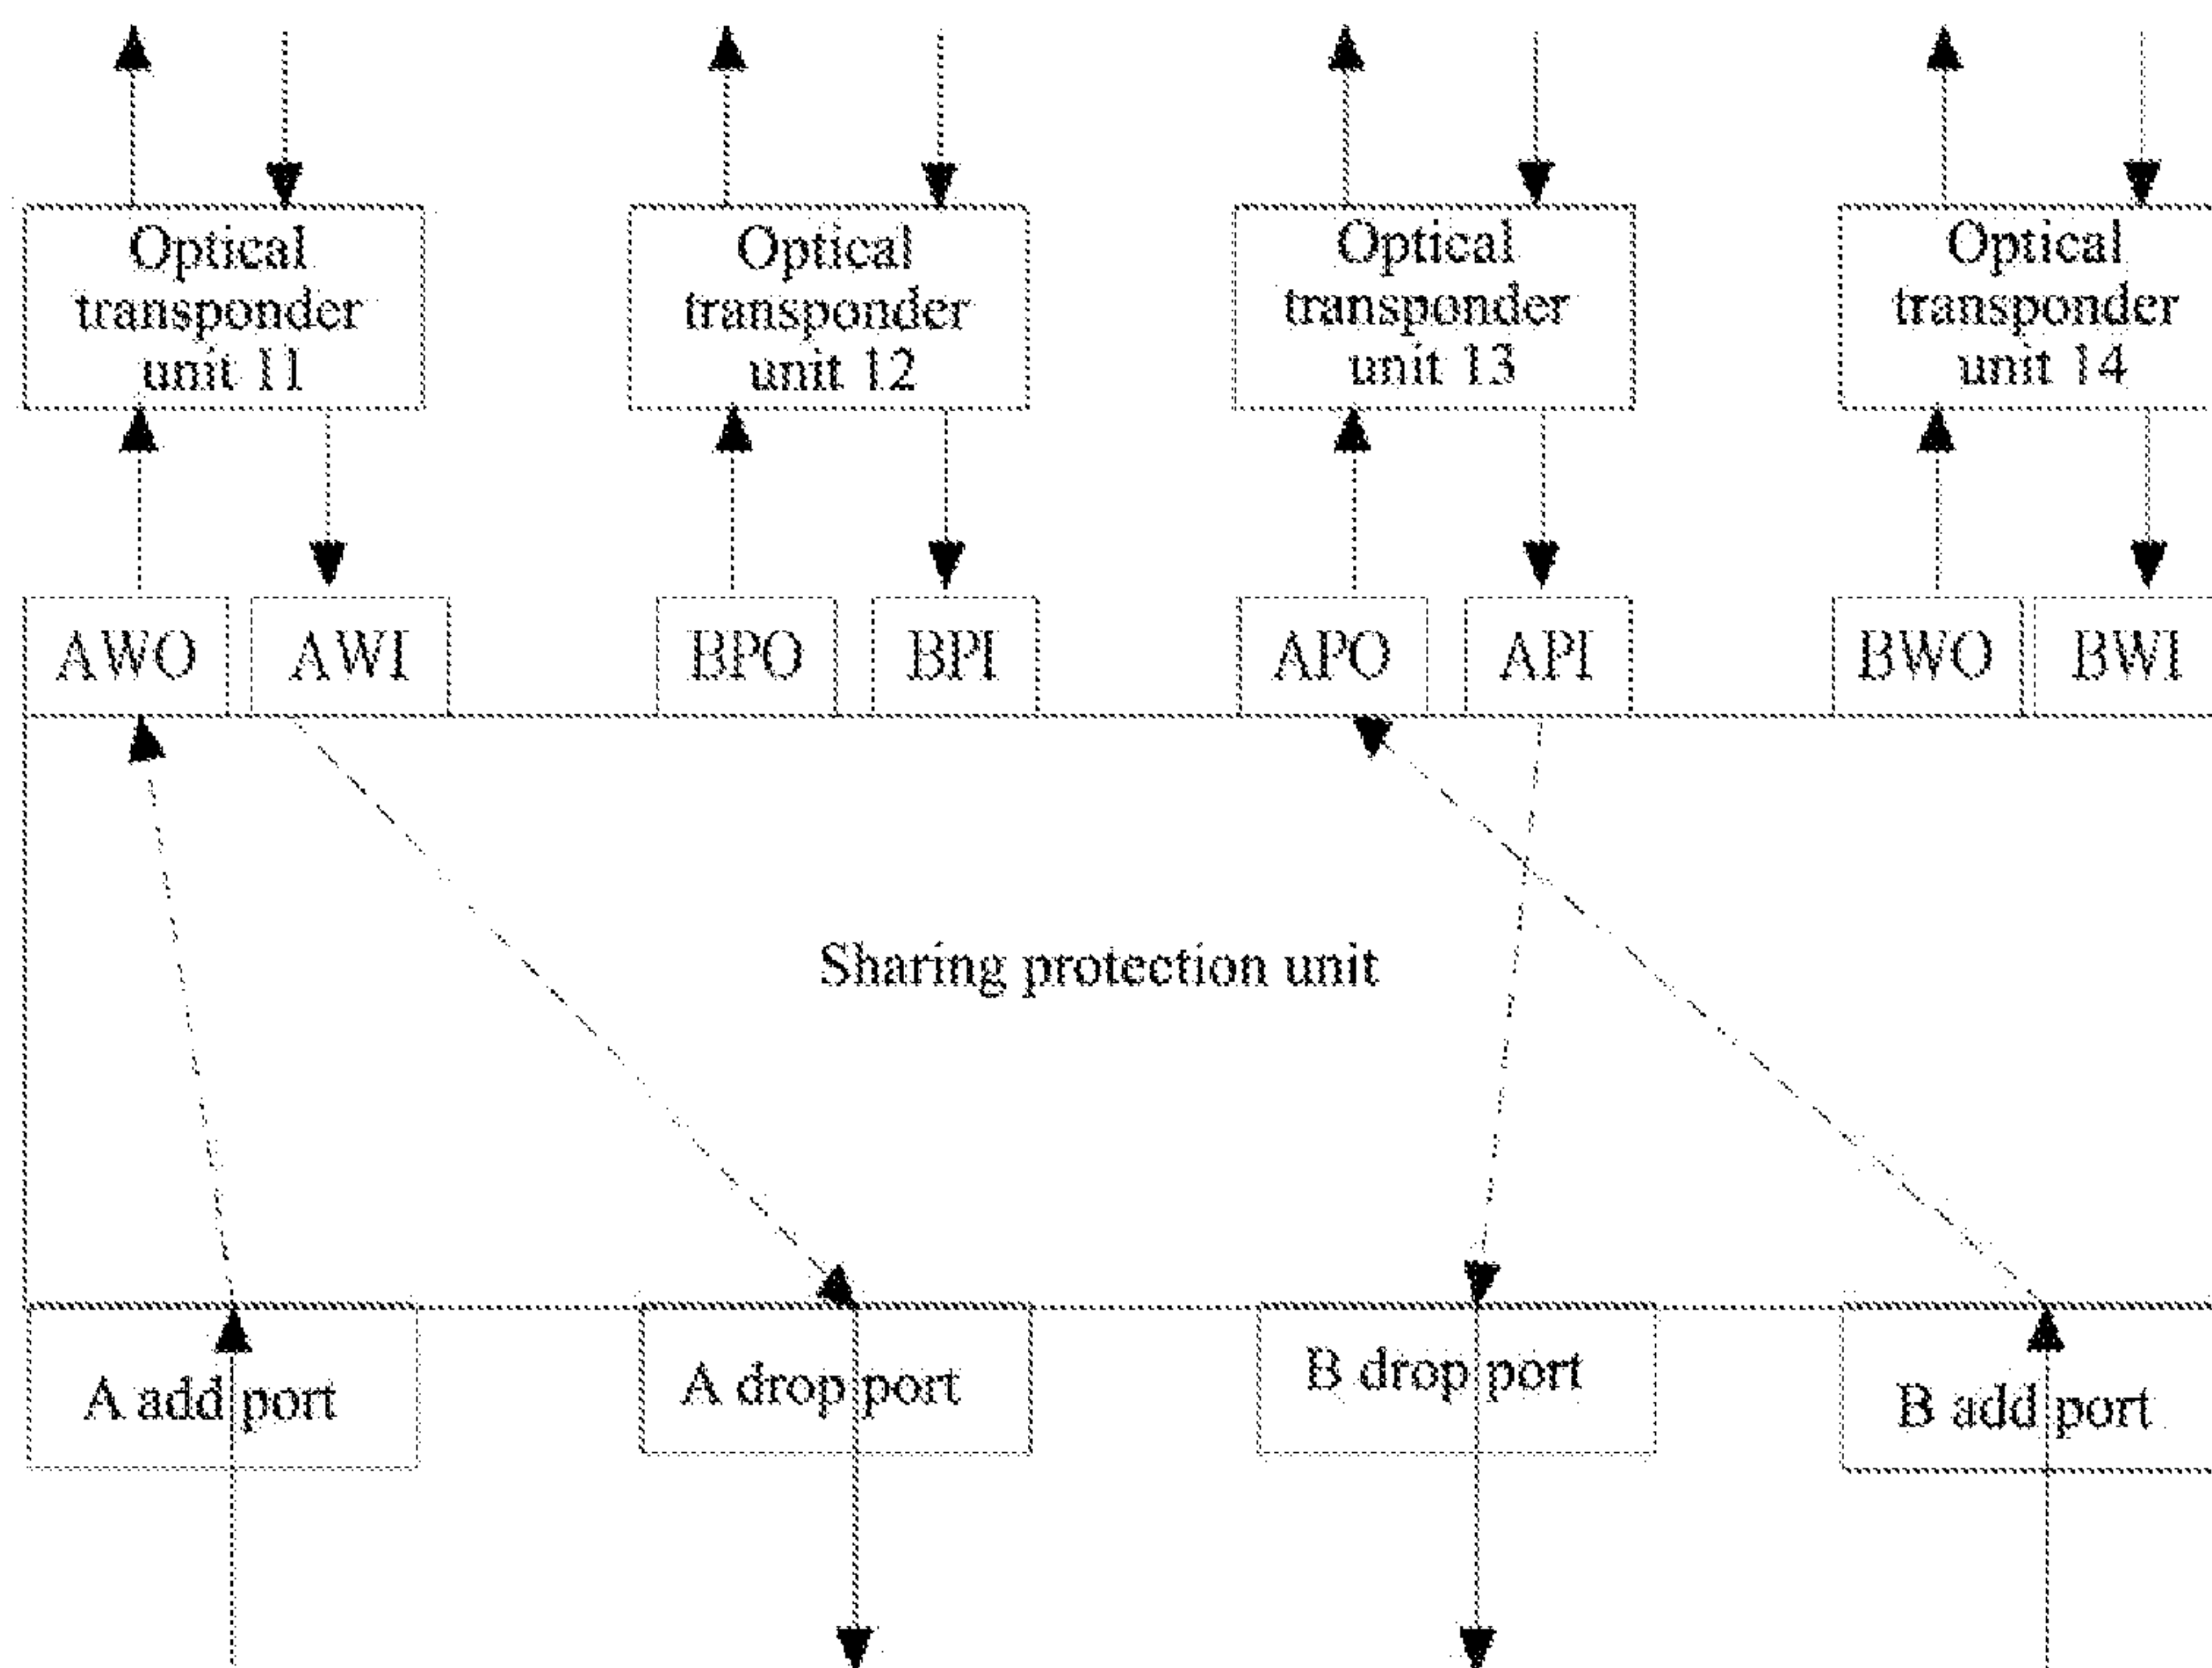 Optical
transponder
unit 11
Optical
transponder
unit 12
Optical
transponder
unit 13
Optical
transponder
unit 14
AWO
AWI
BPO
BPI
APO
API
BWO
BWI
Sharing protection unit
A add port
A drop port
B drop port
B add port